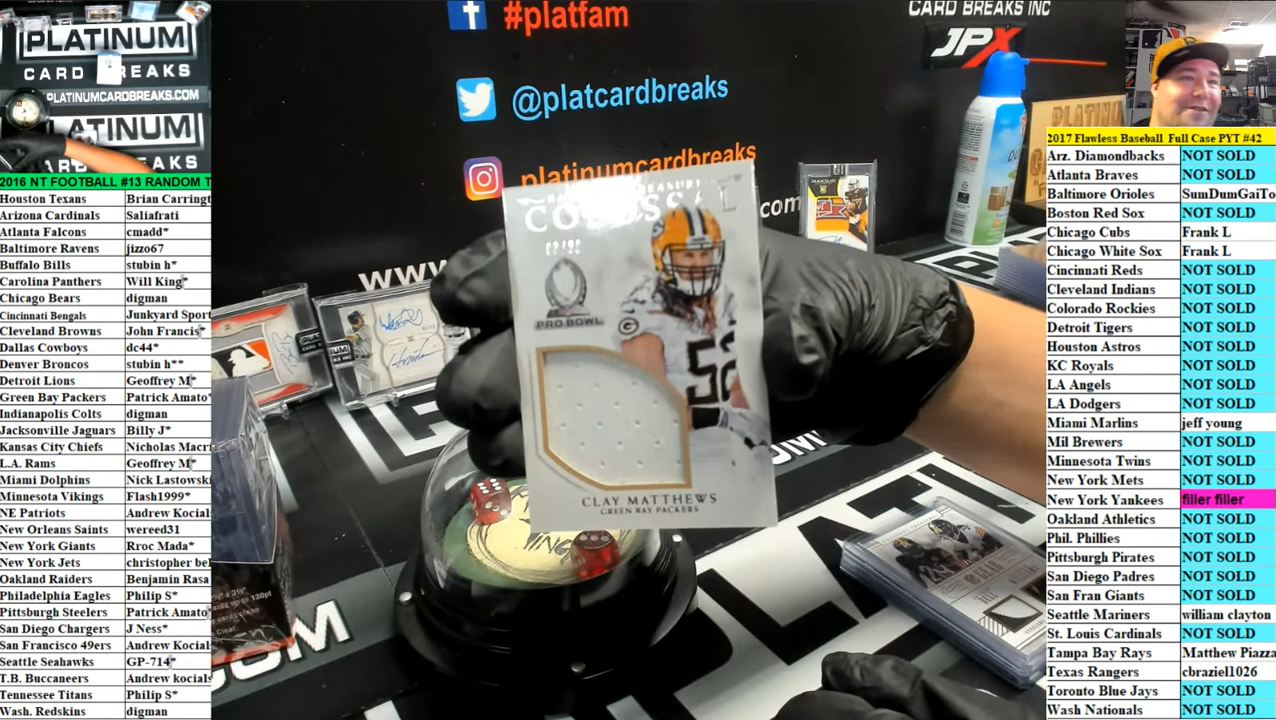 PLATINUM
CARD BREAKS
PLATINUMCARDBREAKS.COM
2016 NT FOOTBALL #13 RANDOM T
Houston Texans Brian Carringt
Arizona Cardinals Saliafrati
Atlanta Falcons cmadd*
Baltimore Ravens jizzo67
Buffalo Bills stubin h*
Carolina Panthers Will King*
Chicago Bears digman
Cincinnati Bengals Junkyard Sport
Cleveland Browns John Francis*
Dallas Cowboys dc44*
Denver Broncos stubin h**
Detroit Lions Geoffrey M*
Green Bay Packers Patrick Amato*
Indianapolis Colts digman
Jacksonville Jaguars Billy J*
Kansas City Chiefs Nicholas Macri
L.A. Rams Geoffrey M*
Miami Dolphins Nick Lastowski
Minnesota Vikings Flash1999*
NE Patriots Andrew Kocial
New Orleans Saints wereed31
New York Giants Rroc Mada*
New York Jets christopher bel
Oakland Raiders Benjamin Rasa
Philadelphia Eagles Philip S*
Pittsburgh Steelers Patrick Amato
San Diego Chargers J Ness*
San Francisco 49ers Andrew Kocial
Seattle Seahawks GP-714*
T.B. Buccaneers Andrew kocials
Tennessee Titans Philip S*
Wash. Redskins digman
#platfam
@platcardbreaks
platinumcardbreaks
www
com
CARD BREAKS INC
JPX
COLOSSAL
PRO BOWL
52
CLAY MATTHEWS
GREEN BAY PACKERS
2017 Flawless Baseball Full Case PYT #42
Arz. Diamondbacks NOT SOLD
Atlanta Braves NOT SOLD
Baltimore Orioles SumDumGaiTo
Boston Red Sox NOT SOLD
Chicago Cubs Frank L
Chicago White Sox Frank L
Cincinnati Reds NOT SOLD
Cleveland Indians NOT SOLD
Colorado Rockies NOT SOLD
Detroit Tigers NOT SOLD
Houston Astros NOT SOLD
KC Royals NOT SOLD
LA Angels NOT SOLD
LA Dodgers NOT SOLD
Miami Marlins jeff young
Mil Brewers NOT SOLD
Minnesota Twins NOT SOLD
New York Mets NOT SOLD
New York Yankees filler filler
Oakland Athletics NOT SOLD
Phil. Phillies NOT SOLD
Pittsburgh Pirates NOT SOLD
San Diego Padres NOT SOLD
San Fran Giants NOT SOLD
Seattle Mariners william clayton
St. Louis Cardinals NOT SOLD
Tampa Bay Rays Matthew Piazza
Texas Rangers cbraziel1026
Toronto Blue Jays NOT SOLD
Wash Nationals NOT SOLD